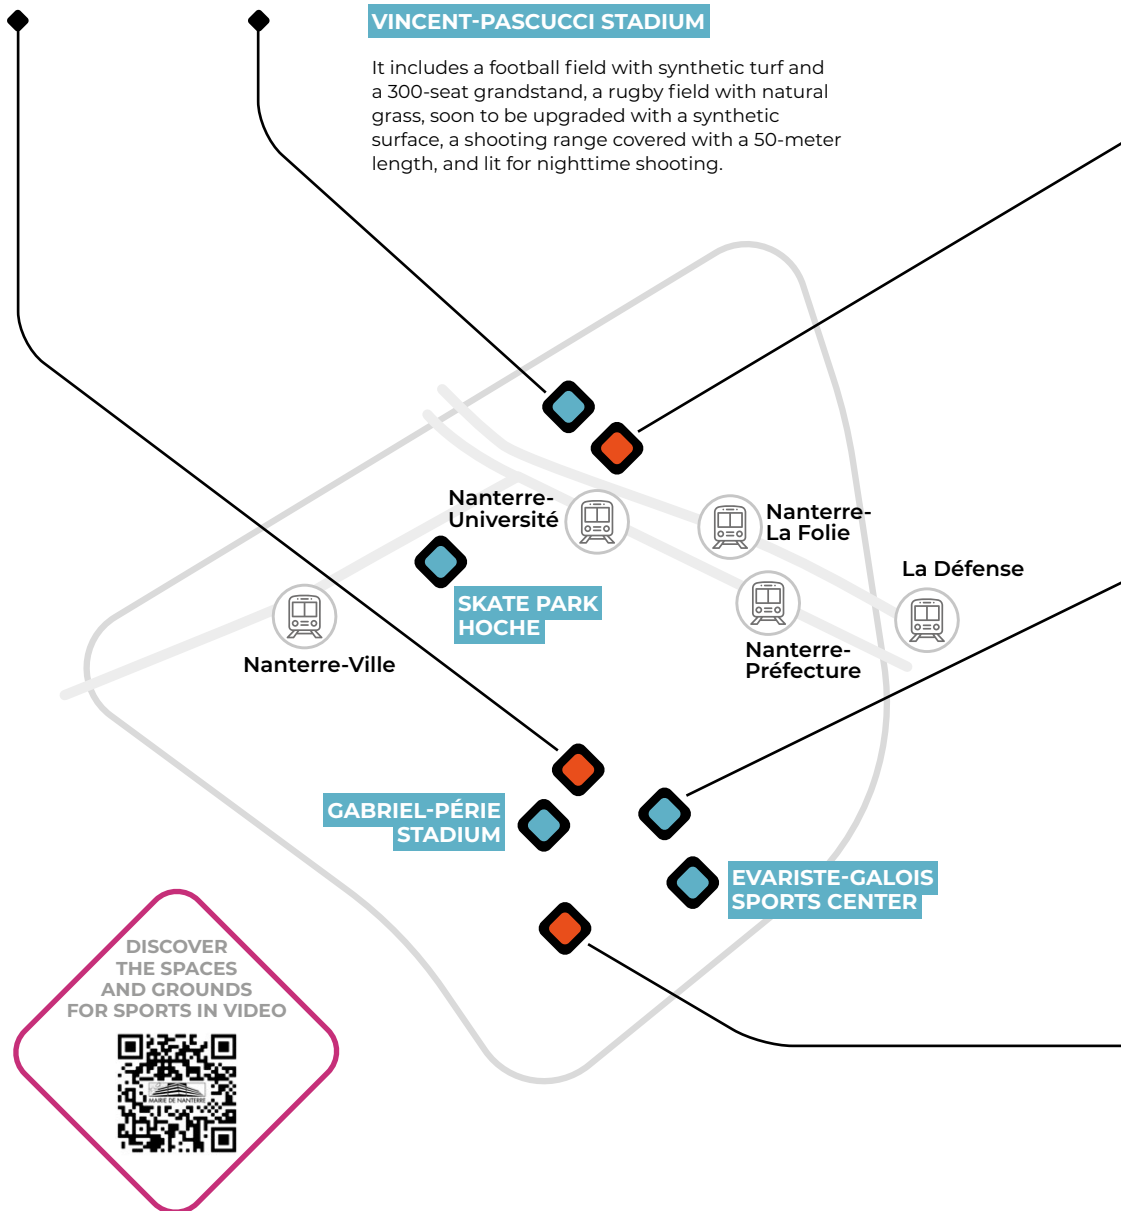 VINCENT-PASCUCCI STADIUM
It includes a football field with synthetic turf and
a 300-seat grandstand, a rugby field with natural
grass, soon to be upgraded with a synthetic
surface, a shooting range covered with a 50-meter
length, and lit for nighttime shooting.
Nanterre-
Université
Nanterre-
La Folie
La Défense
SKATE PARK
HOCHE
Nanterre-Ville
Nanterre-
Préfecture
GABRIEL-PÉRIE
STADIUM
EVARISTE-GALOIS
SPORTS CENTER
DISCOVER
THE SPACES
AND GROUNDS
FOR SPORTS IN VIDEO
MAIRIE DE NANTERRE